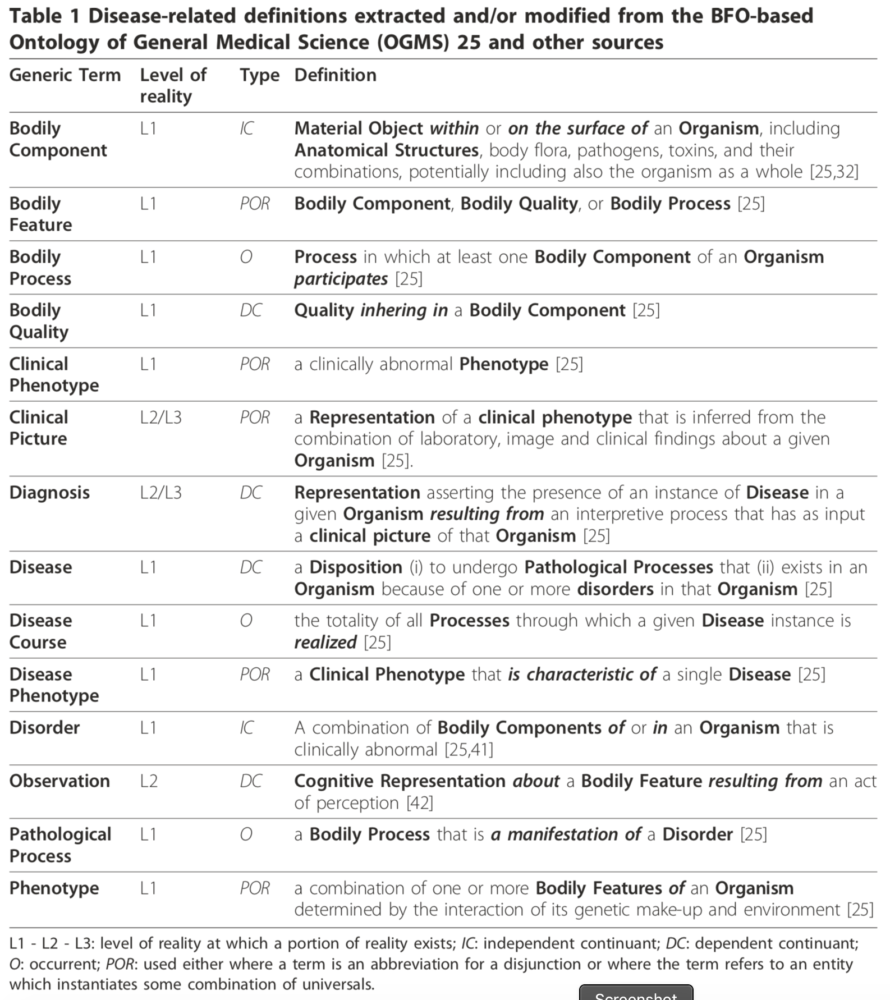 Table 1 Disease-related definitions extracted and/or modified from the BFO-based
Ontology of General Medical Science (OGMS) 25 and other sources
Generic Term Level of reality Type Definition
Bodily Component L1 IC Material Object within or on the surface of an Organism, including
Anatomical Structures, body flora, pathogens, toxins, and their
combinations, potentially including also the organism as a whole [25,32]
Bodily Feature L1 POR Bodily Component, Bodily Quality, or Bodily Process [25]
Bodily Process L1 O Process in which at least one Bodily Component of an Organism
participates [25]
Bodily Quality L1 DC Quality inhering in a Bodily Component [25]
Clinical Phenotype L1 POR a clinically abnormal Phenotype [25]
Clinical Picture L2/L3 POR a Representation of a clinical phenotype that is inferred from the
combination of laboratory, image and clinical findings about a given
Organism [25].
Diagnosis L2/L3 DC Representation asserting the presence of an instance of Disease in a
given Organism resulting from an interpretive process that has as input
a clinical picture of that Organism [25]
Disease L1 DC a Disposition (i) to undergo Pathological Processes that (ii) exists in an
Organism because of one or more disorders in that Organism [25]
Disease Course L1 O the totality of all Processes through which a given Disease instance is
realized [25]
Disease Phenotype L1 POR a Clinical Phenotype that is characteristic of a single Disease [25]
Disorder L1 IC A combination of Bodily Components of or in an Organism that is
clinically abnormal [25,41]
Observation L2 DC Cognitive Representation about a Bodily Feature resulting from an act
of perception [42]
Pathological Process L1 O a Bodily Process that is a manifestation of a Disorder [25]
Phenotype L1 POR a combination of one or more Bodily Features of an Organism
determined by the interaction of its genetic make-up and environment [25]
L1 - L2 - L3: level of reality at which a portion of reality exists; IC: independent continuant; DC: dependent continuant;
O: occurrent; POR: used either where a term is an abbreviation for a disjunction or where the term refers to an entity
which instantiates some combination of universals.
Screenshot